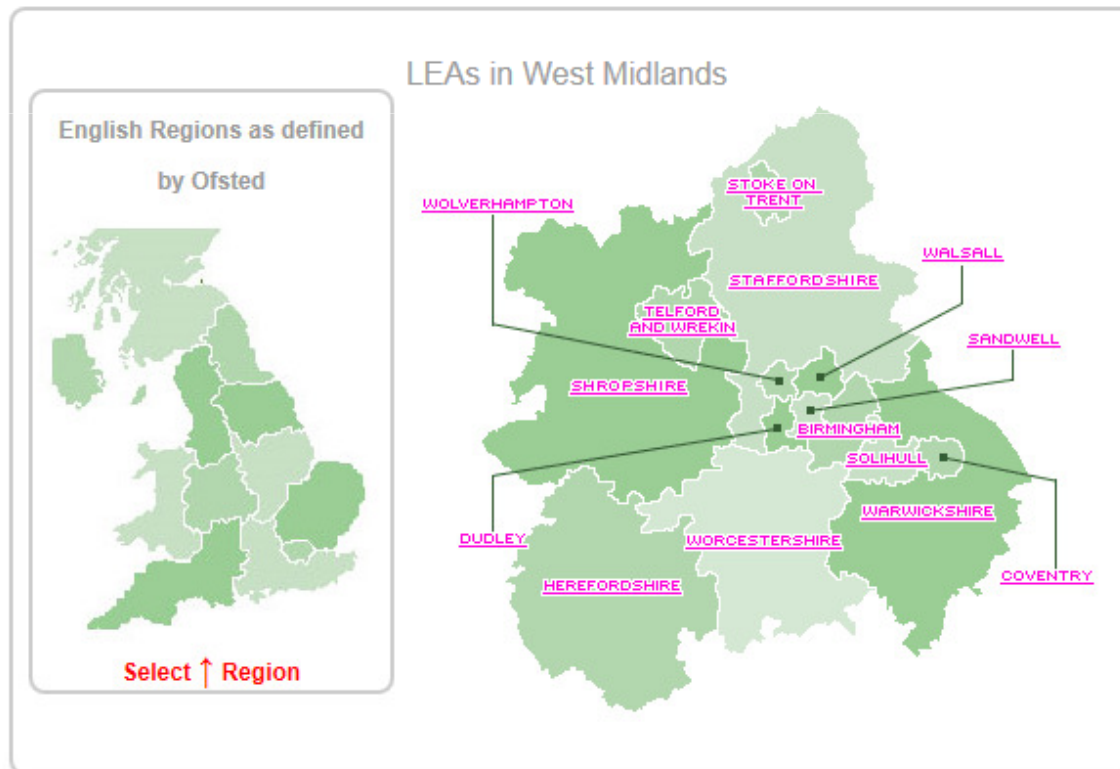 LEAs in West Midlands
English Regions as defined
by Ofsted
Select ↑ Region
STOKE ON
TRENT
WOLVERHAMPTON
WALSALL
STAFFORDSHIRE
TELFORD
AND WREKIN
SANDWELL
SHROPSHIRE
BIRMINGHAM
SOLIHULL
WARWICKSHIRE
DUDLEY
WORCESTERSHIRE
COVENTRY
HEREFORDSHIRE